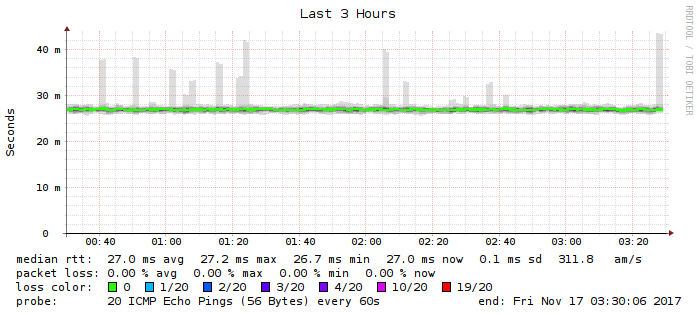 Last 3 Hours
RRDTOOL / TOBI OETIKER
Seconds
40 m
30 m
20 m
10 m
0
00:40 01:00 01:20 01:40 02:00 02:20 02:40 03:00 03:20
median rtt: 27.0 ms avg 27.2 ms max 26.7 ms min 27.0 ms now 0.1 ms sd 311.8 am/s
packet loss: 0.00 % avg 0.00 % max 0.00 % min 0.00 % now
loss color: 0 1/20 2/20 3/20 4/20 10/20 19/20
probe: 20 ICMP Echo Pings (56 Bytes) every 60s end: Fri Nov 17 03:30:06 2017